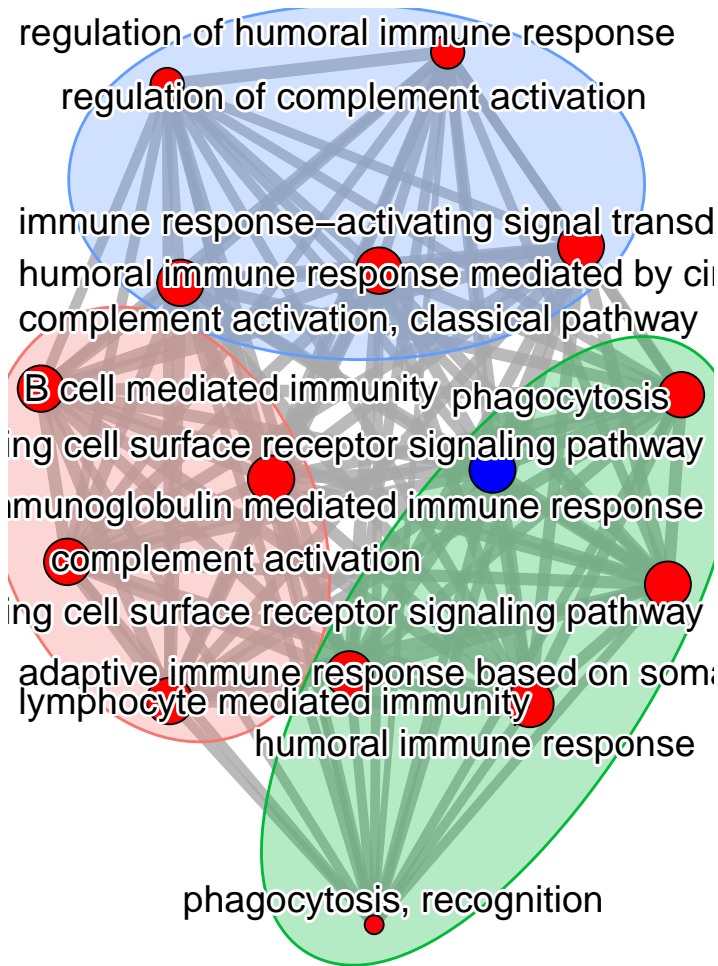 regulation of humoral immune response
regulation of complement activation
immune response–activating signal transd
humoral immune response mediated by cir
complement activation, classical pathway
B cell mediated immunity
phagocytosis
ing cell surface receptor signaling pathway
munoglobulin mediated immune response
complement activation
ing cell surface receptor signaling pathway
adaptive immune response based on soma
lymphocyte mediated immunity
humoral immune response
phagocytosis, recognition